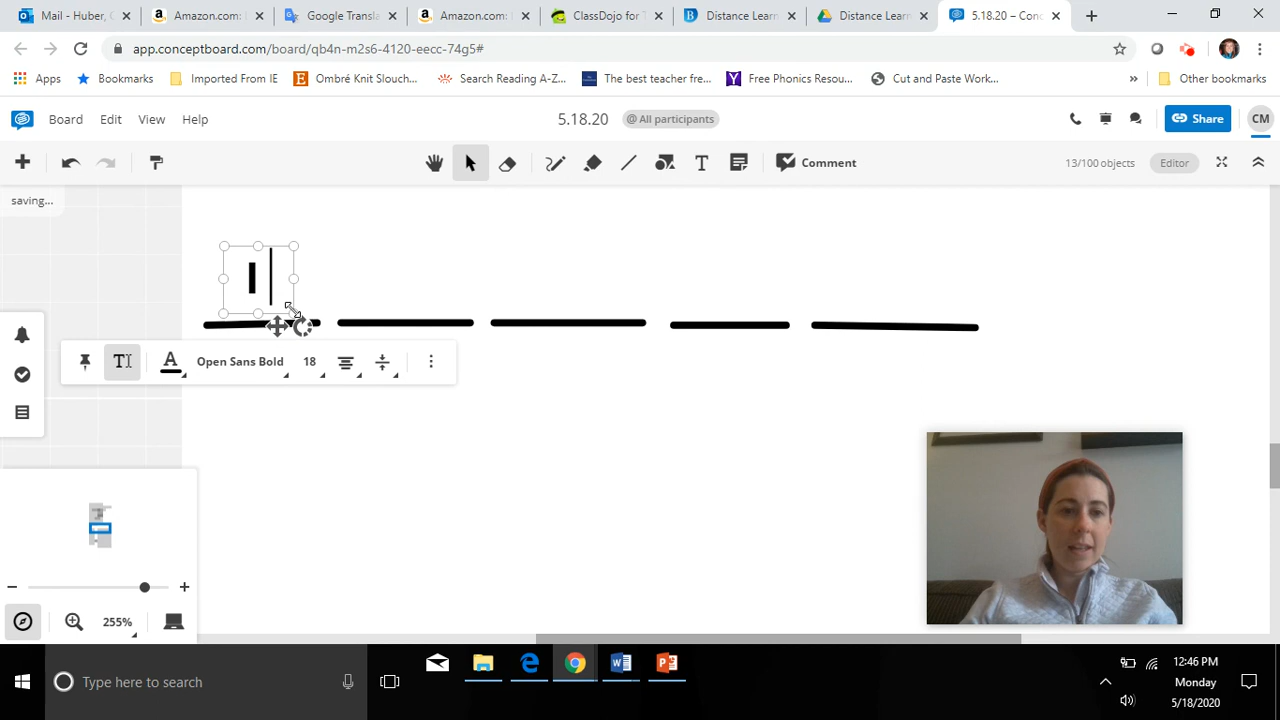 Mail - Huber, C
Amazon.com:
Google Transla
Amazon.com:
ClassDojo for T
Distance Learn
Distance Learn
5.18.20 – Conc
app.conceptboard.com/board/qb4n-m2s6-4120-eecc-74g5#
Apps
Bookmarks
Imported From IE
Ombré Knit Slouch...
Search Reading A-Z...
The best teacher fre...
Free Phonics Resou...
Cut and Paste Work...
»
Other bookmarks
Board
Edit
View
Help
5.18.20
@ All participants
Share
CM
Comment
13/100 objects
Editor
saving...
I
Open Sans Bold
18
255%
Type here to search
12:46 PM
Monday
5/18/2020